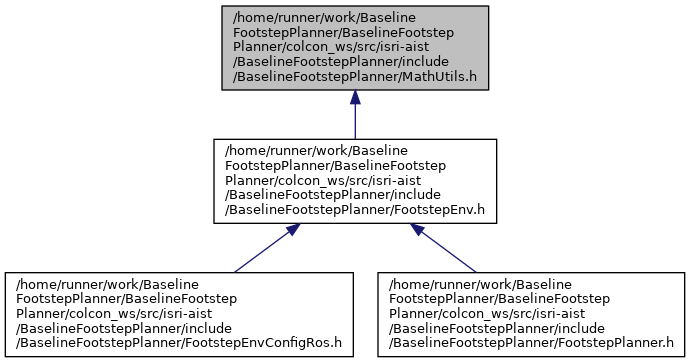 /home/runner/work/Baseline
FootstepPlanner/BaselineFootstep
Planner/colcon_ws/src/isri-aist
/BaselineFootstepPlanner/include
/BaselineFootstepPlanner/MathUtils.h
/home/runner/work/Baseline
FootstepPlanner/BaselineFootstep
Planner/colcon_ws/src/isri-aist
/BaselineFootstepPlanner/include
/BaselineFootstepPlanner/FootstepEnv.h
/home/runner/work/Baseline
FootstepPlanner/BaselineFootstep
Planner/colcon_ws/src/isri-aist
/BaselineFootstepPlanner/include
/BaselineFootstepPlanner/FootstepEnvConfigRos.h
/home/runner/work/Baseline
FootstepPlanner/BaselineFootstep
Planner/colcon_ws/src/isri-aist
/BaselineFootstepPlanner/include
/BaselineFootstepPlanner/FootstepPlanner.h